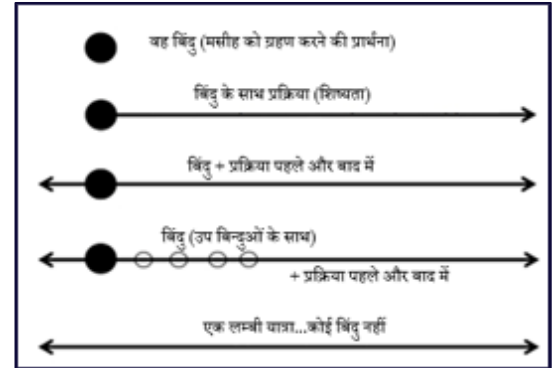 वह बिंदु (मसीह को ग्रहण करने की प्रार्थना)
बिंदु के साथ प्रक्रिया (शिष्यता)
बिंदु + प्रक्रिया पहले और बाद में
बिंदु (उप बिन्दुओं के साथ)
+ प्रक्रिया पहले और बाद में
एक लम्बी यात्रा...कोई बिंदु नहीं